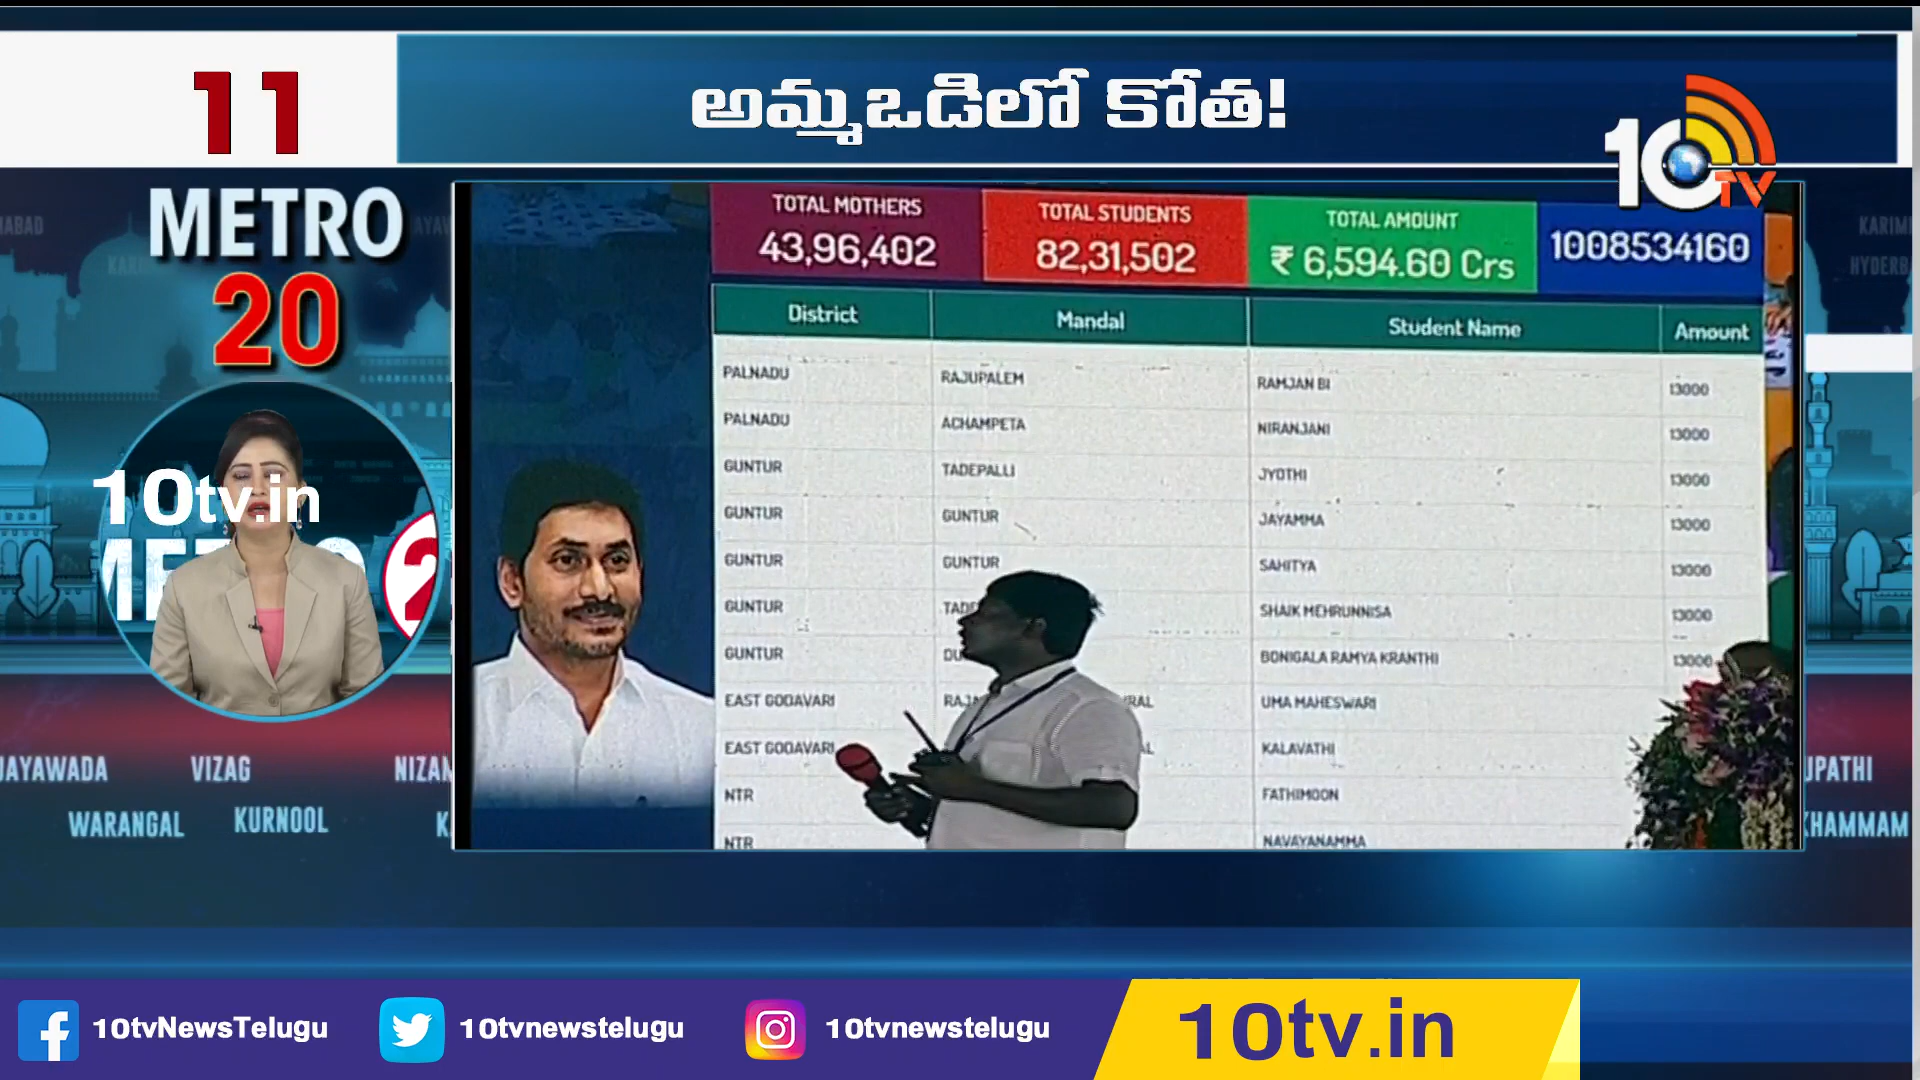 11
అమ్మఒడిలో కోత!
10TV
METRO
20
10tv.in
TOTAL MOTHERS
43,96,402
TOTAL STUDENTS
82,31,502
TOTAL AMOUNT
₹ 6,594.60 Crs
1008534160
District Mandal Student Name Amount
PALNADU RAJUPALEM RAMJAN BI 13000
PALNADU ACHAMPETA NIRANJANI 13000
GUNTUR TADEPALLI JYOTHI 13000
GUNTUR GUNTUR JAYAMMA 13000
GUNTUR GUNTUR SAHITYA 13000
GUNTUR SHAIK MEHRUNNISA 13000
GUNTUR BONIGALA RAMYA KRANTHI 13000
EAST GODAVARI UMA MAHESWARI
EAST GODAVARI KALAVATHI
NTR FATHIMOON
NTR NAVAYANAMMA
JAYAWADA VIZAG NIZAM
WARANGAL KURNOOL
UPATHI
KHAMMAM
10tvNewsTelugu
10tvnewstelugu
10tvnewstelugu
10tv.in